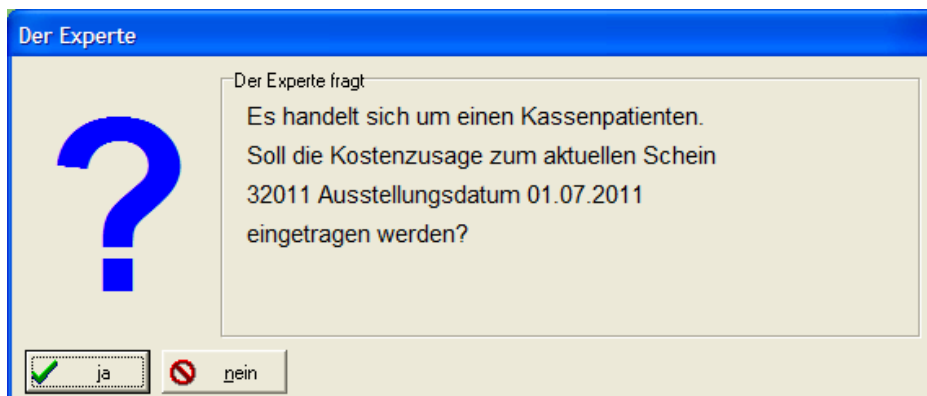 Der Experte
Der Experte fragt
Es handelt sich um einen Kassenpatienten.
Soll die Kostenzusage zum aktuellen Schein
32011 Ausstellungsdatum 01.07.2011
eingetragen werden?
?
ja
nein